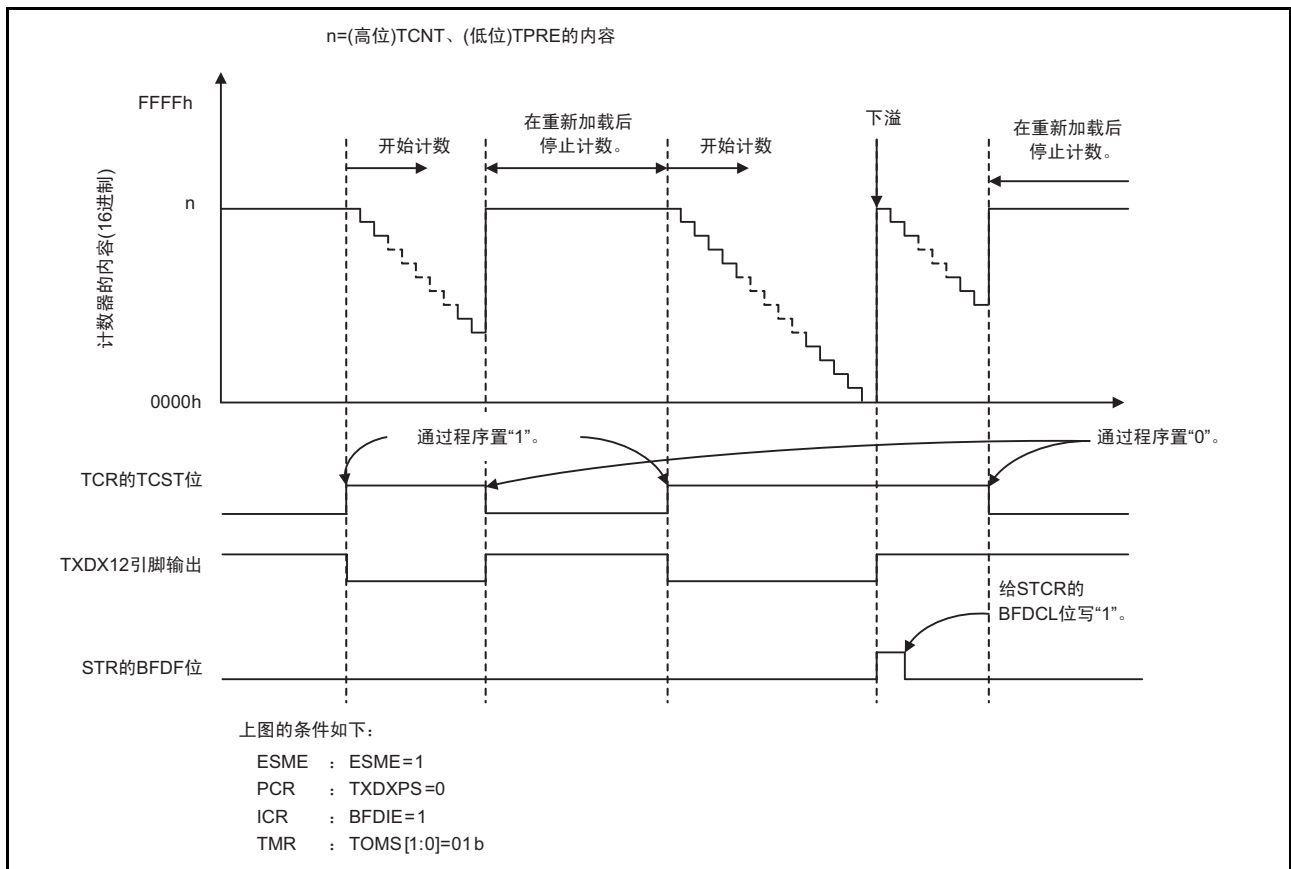 n=(高位)TCNT、(低位)TPRE的内容
FFFFh
计数器的内容(16进制)
n
0000h
开始计数
在重新加载后
停止计数。
开始计数
下溢
在重新加载后
停止计数。
通过程序置“1”。
通过程序置“0”。
TCR的TCST位
TXDX12引脚输出
给STCR的
BFDCL位写“1”。
STR的BFDF位
上图的条件如下：
ESME ： ESME=1
PCR ： TXDXPS=0
ICR ： BFDIE=1
TMR ： TOMS[1:0]=01b